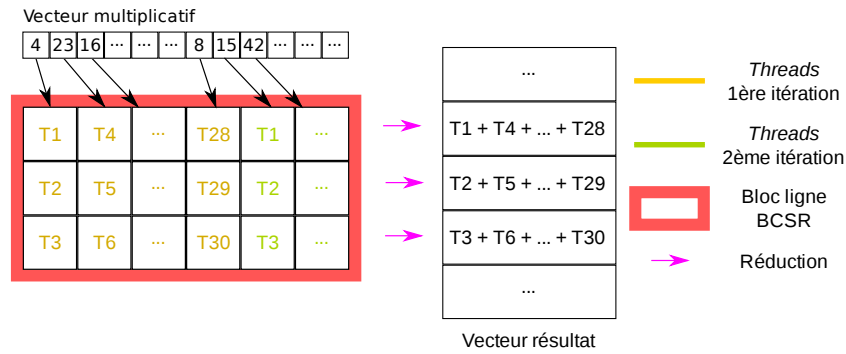 Vecteur multiplicatif
4 23 16 ... ... ... 8 15 42 ... ... ...
T1 T4 ... T28 T1 ...
T2 T5 ... T29 T2 ...
T3 T6 ... T30 T3 ...
...
T1 + T4 + ... + T28
T2 + T5 + ... + T29
T3 + T6 + ... + T30
...
Vecteur résultat
Threads
1ère itération
Threads
2ème itération
Bloc ligne
BCSR
Réduction